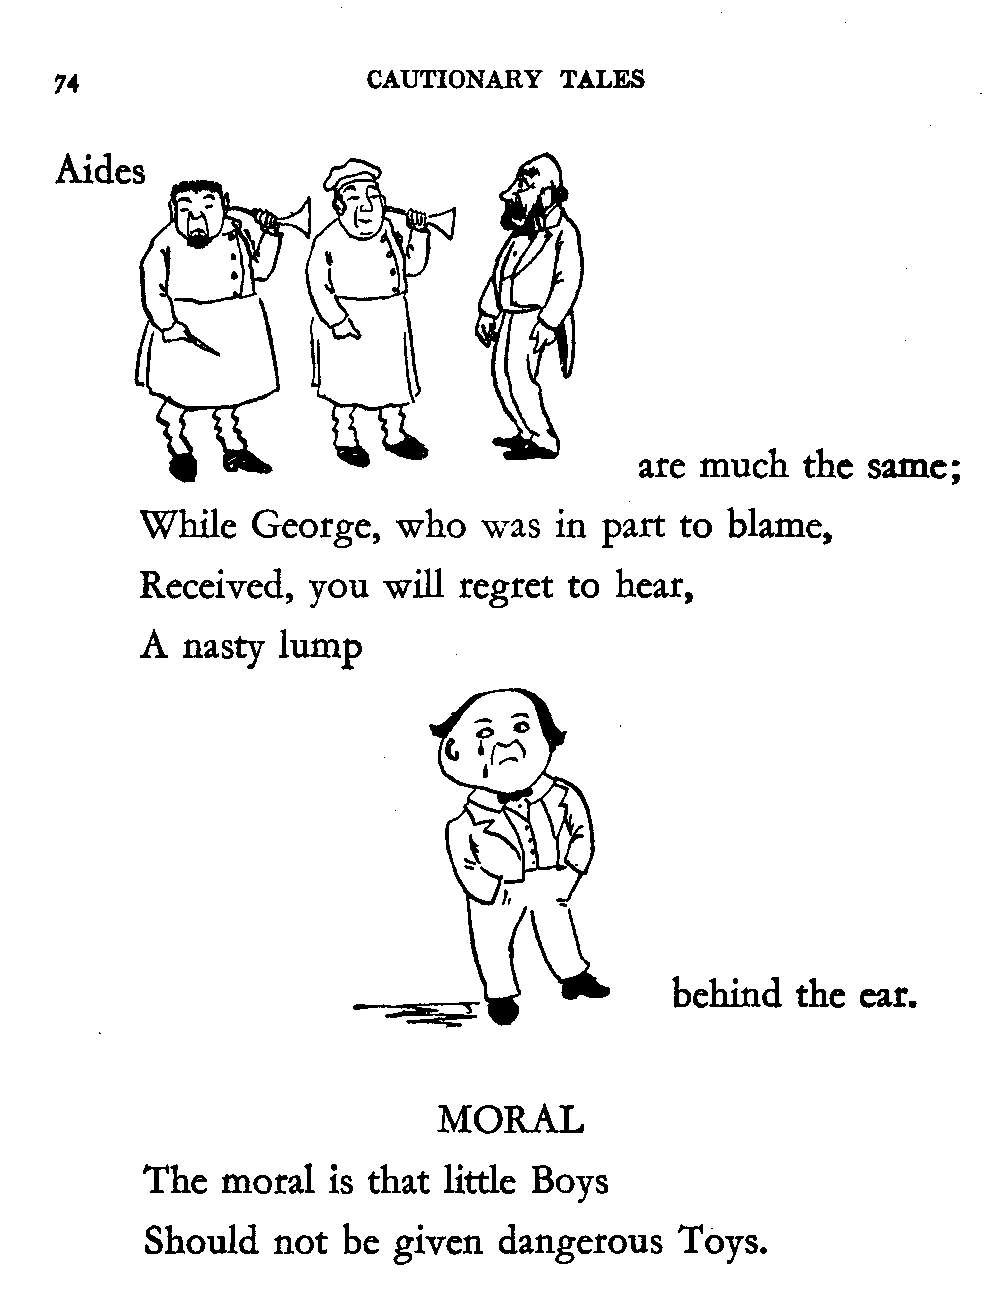 74 CAUTIONARY TALES
Aides
are much the same;
While George, who was in part to blame,
Received, you will regret to hear,
A nasty lump
behind the ear.
MORAL
The moral is that little Boys
Should not be given dangerous Toys.